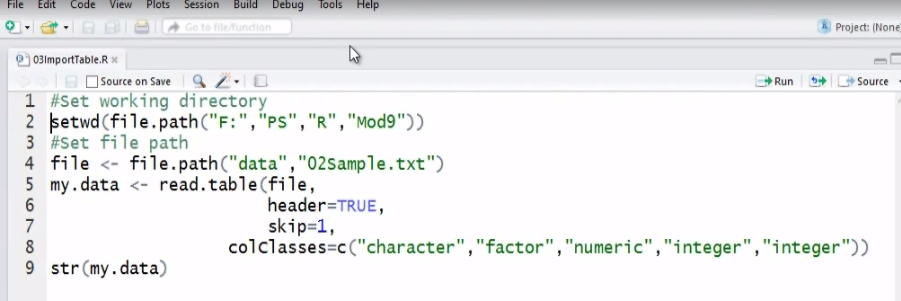 File Edit Code View Plots Session Build Debug Tools Help
Go to file/function Project: (None
03ImportTable.R
Source on Save Run Source
1 #Set working directory
2 setwd(file.path("F:","PS","R","Mod9"))
3 #Set file path
4 file <- file.path("data","02Sample.txt")
5 my.data <- read.table(file,
6 header=TRUE,
7 skip=1,
8 colClasses=c("character","factor","numeric","integer","integer"))
9 str(my.data)